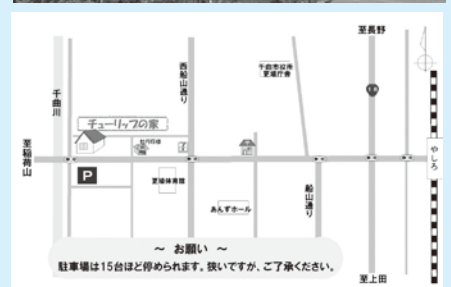 至長野
西船山通り
千曲市役所
更埴庁舎
千曲川
18
チューリップの家
至稲荷山
やしろ
P
更埴体育館
あんずホール
船山通り
～ お願い ～
駐車場は15台ほど停められます。狭いですが、ご了承ください。
至上田